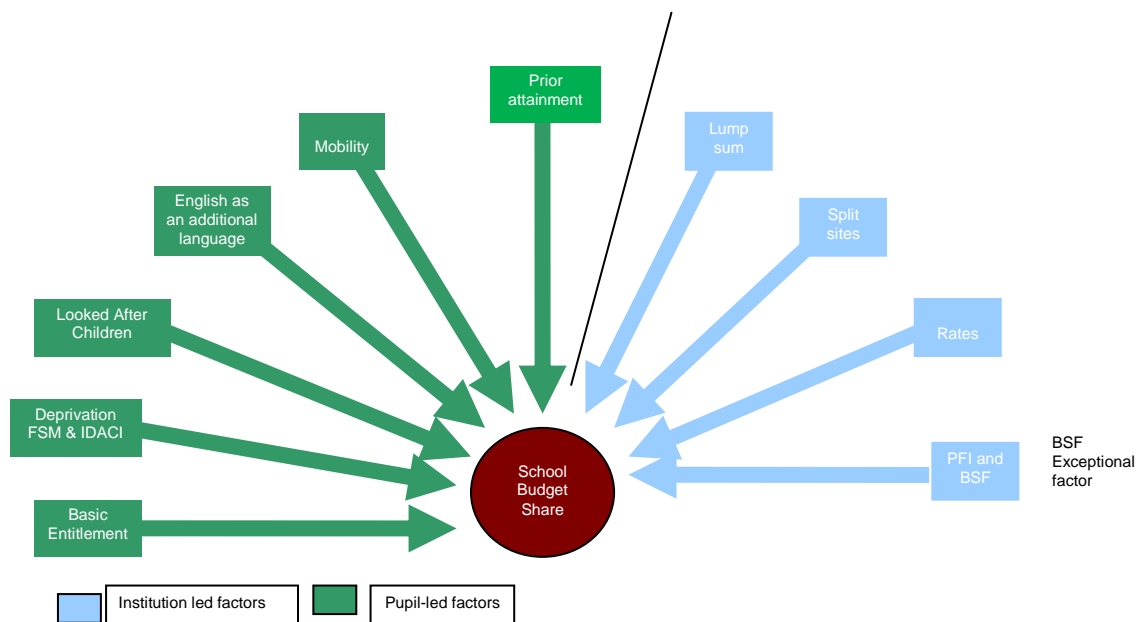 Prior
attainment
Lump
sum
Mobility
English as
an additional
language
Split
sites
Looked After
Children
Rates
Deprivation
FSM & IDACI
School
Budget
Share
PFI and
BSF
BSF
Exceptional
factor
Basic
Entitlement
Institution led factors
Pupil-led factors